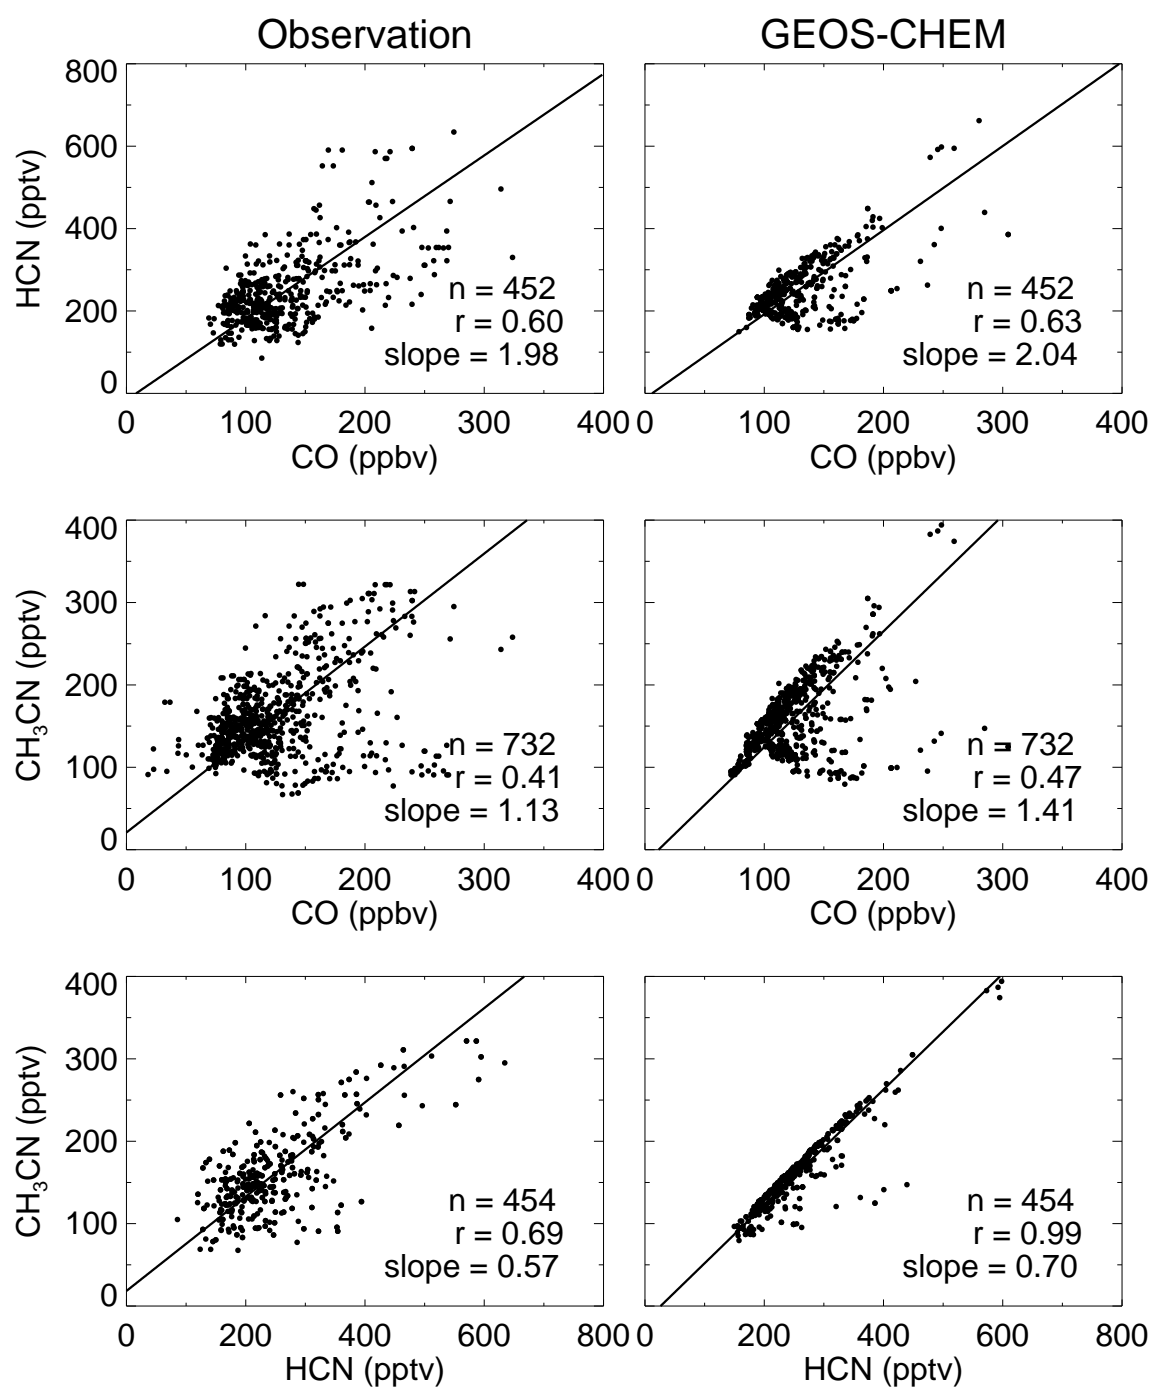 Observation
GEOS-CHEM
800
600
400
200
0
HCN (pptv)
n = 452
r = 0.60
slope = 1.98
0 100 200 300 400
CO (ppbv)
n = 452
r = 0.63
slope = 2.04
0 100 200 300 400
CO (ppbv)
400
300
200
100
0
CH₃CN (pptv)
n = 732
r = 0.41
slope = 1.13
0 100 200 300 400
CO (ppbv)
n = 732
r = 0.47
slope = 1.41
0 100 200 300 400
CO (ppbv)
400
300
200
100
0
CH₃CN (pptv)
n = 454
r = 0.69
slope = 0.57
0 200 400 600 800
HCN (pptv)
n = 454
r = 0.99
slope = 0.70
0 200 400 600 800
HCN (pptv)